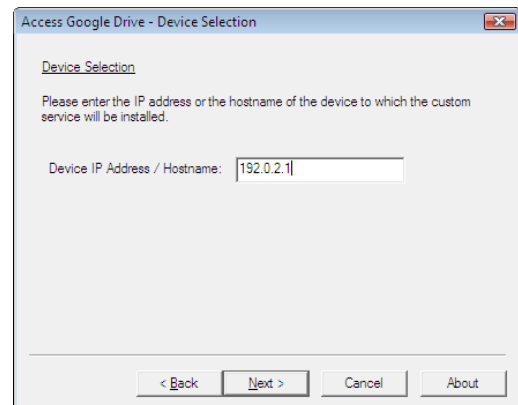 Access Google Drive - Device Selection
Device Selection
Please enter the IP address or the hostname of the device to which the custom
service will be installed.
Device IP Address / Hostname: 192.0.2.1
< Back Next > Cancel About